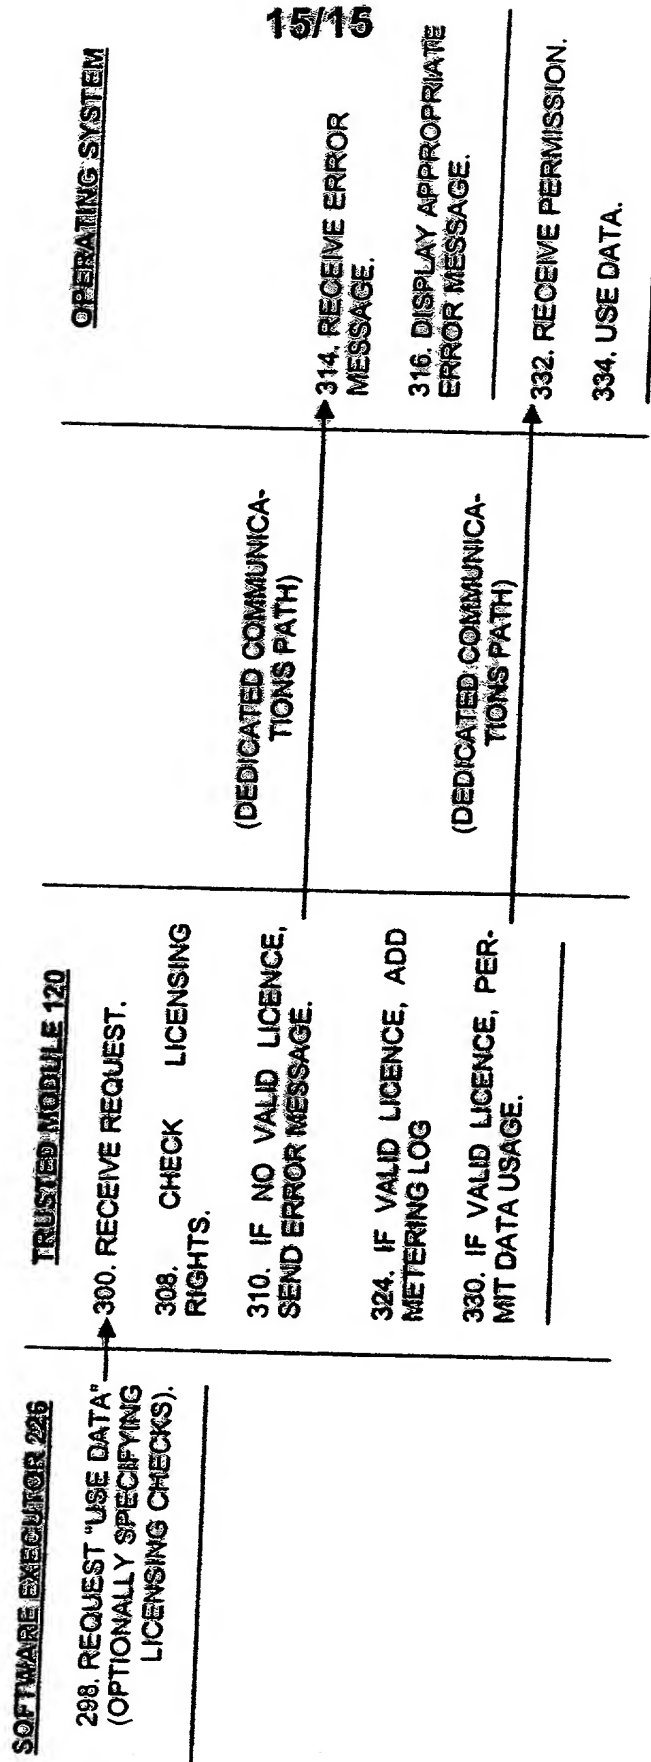 15/15
SOFTWARE EXECUTOR 226
298. REQUEST "USE DATA"
(OPTIONALLY SPECIFYING
LICENSING CHECKS).
TRUSTED MODULE 120
300. RECEIVE REQUEST.
308. CHECK LICENSING
RIGHTS.
310. IF NO VALID LICENCE,
SEND ERROR MESSAGE.
324. IF VALID LICENCE, ADD
METERING LOG
330. IF VALID LICENCE, PER-
MIT DATA USAGE.
(DEDICATED COMMUNICA-
TIONS PATH)
(DEDICATED COMMUNICA-
TIONS PATH)
OPERATING SYSTEM
314. RECEIVE ERROR
MESSAGE.
316. DISPLAY APPROPRIATE
ERROR MESSAGE.
332. RECEIVE PERMISSION.
334. USE DATA.